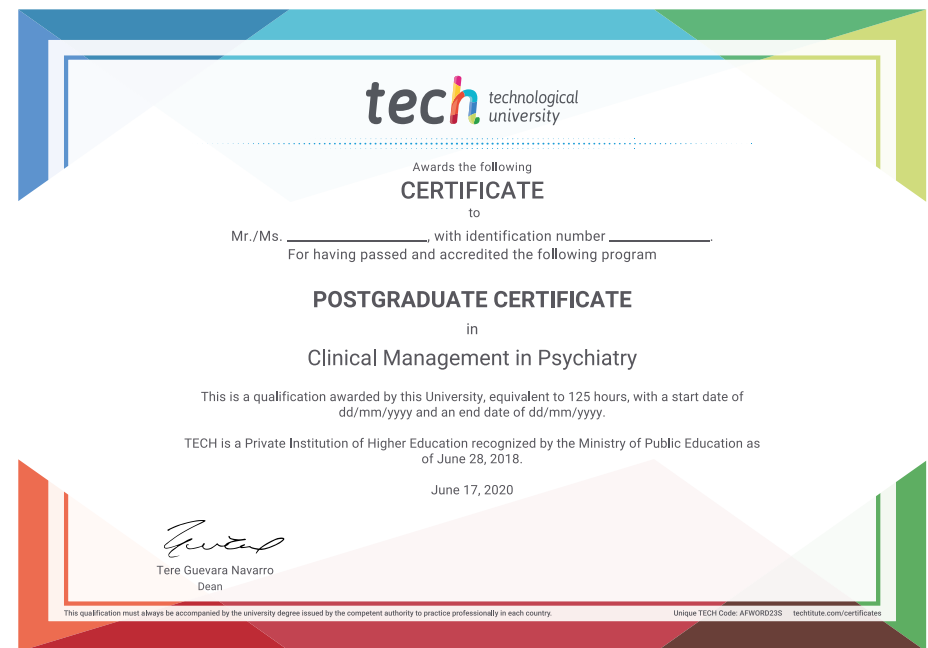 tech technological
university
Awards the following
CERTIFICATE
to
Mr./Ms. ____________, with identification number ____________.
For having passed and accredited the following program
POSTGRADUATE CERTIFICATE
in
Clinical Management in Psychiatry
This is a qualification awarded by this University, equivalent to 125 hours, with a start date of
dd/mm/yyyy and an end date of dd/mm/yyyy.
TECH is a Private Institution of Higher Education recognized by the Ministry of Public Education as
of June 28, 2018.
June 17, 2020
Tere Guevara Navarro
Dean
This qualification must always be accompanied by the university degree issued by the competent authority to practice professionally in each country.
Unique TECH Code: AFWORD23S techtitute.com/certificates